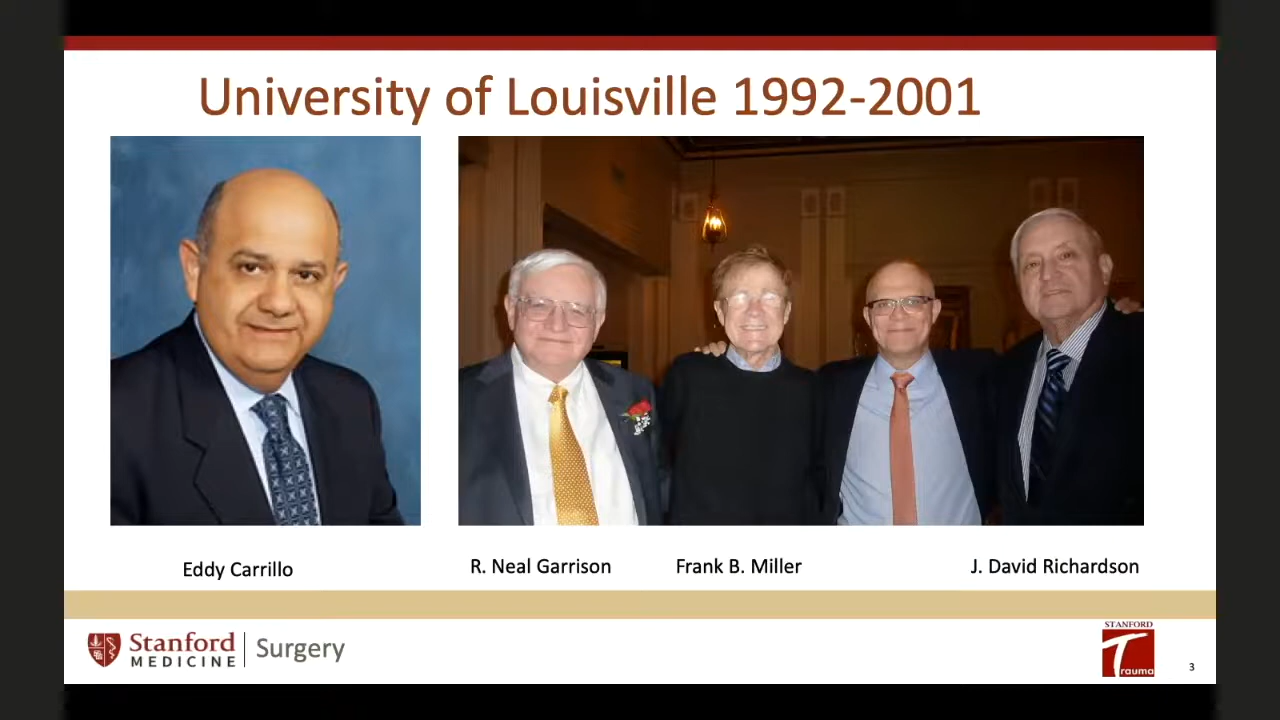 University of Louisville 1992-2001
Eddy Carrillo
R. Neal Garrison
Frank B. Miller
J. David Richardson
Stanford
MEDICINE
Surgery
STANFORD
Trauma
3